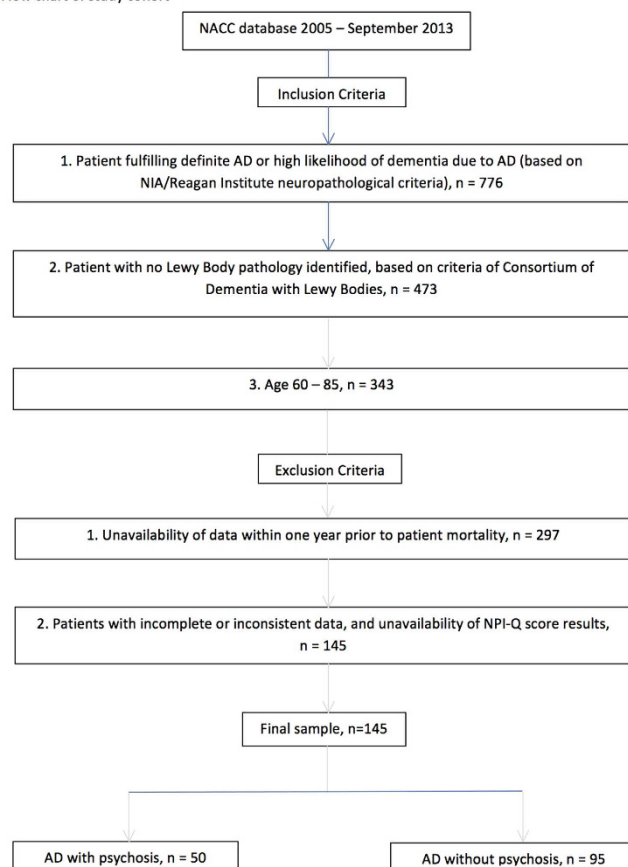 NACC database 2005 – September 2013
Inclusion Criteria
1. Patient fulfilling definite AD or high likelihood of dementia due to AD (based on
NIA/Reagan Institute neuropathological criteria), n = 776
2. Patient with no Lewy Body pathology identified, based on criteria of Consortium of
Dementia with Lewy Bodies, n = 473
3. Age 60 – 85, n = 343
Exclusion Criteria
1. Unavailability of data within one year prior to patient mortality, n = 297
2. Patients with incomplete or inconsistent data, and unavailability of NPI-Q score results,
n = 145
Final sample, n=145
AD with psychosis, n = 50
AD without psychosis, n = 95